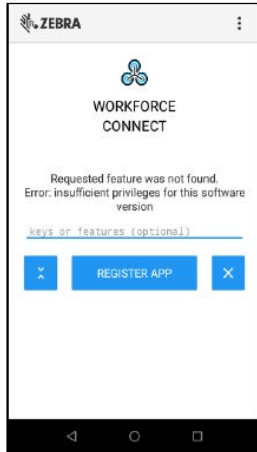 ZEBRA
WORKFORCE
CONNECT
Requested feature was not found.
Error: insufficient privileges for this software
version
keys or features (optional)
REGISTER APP